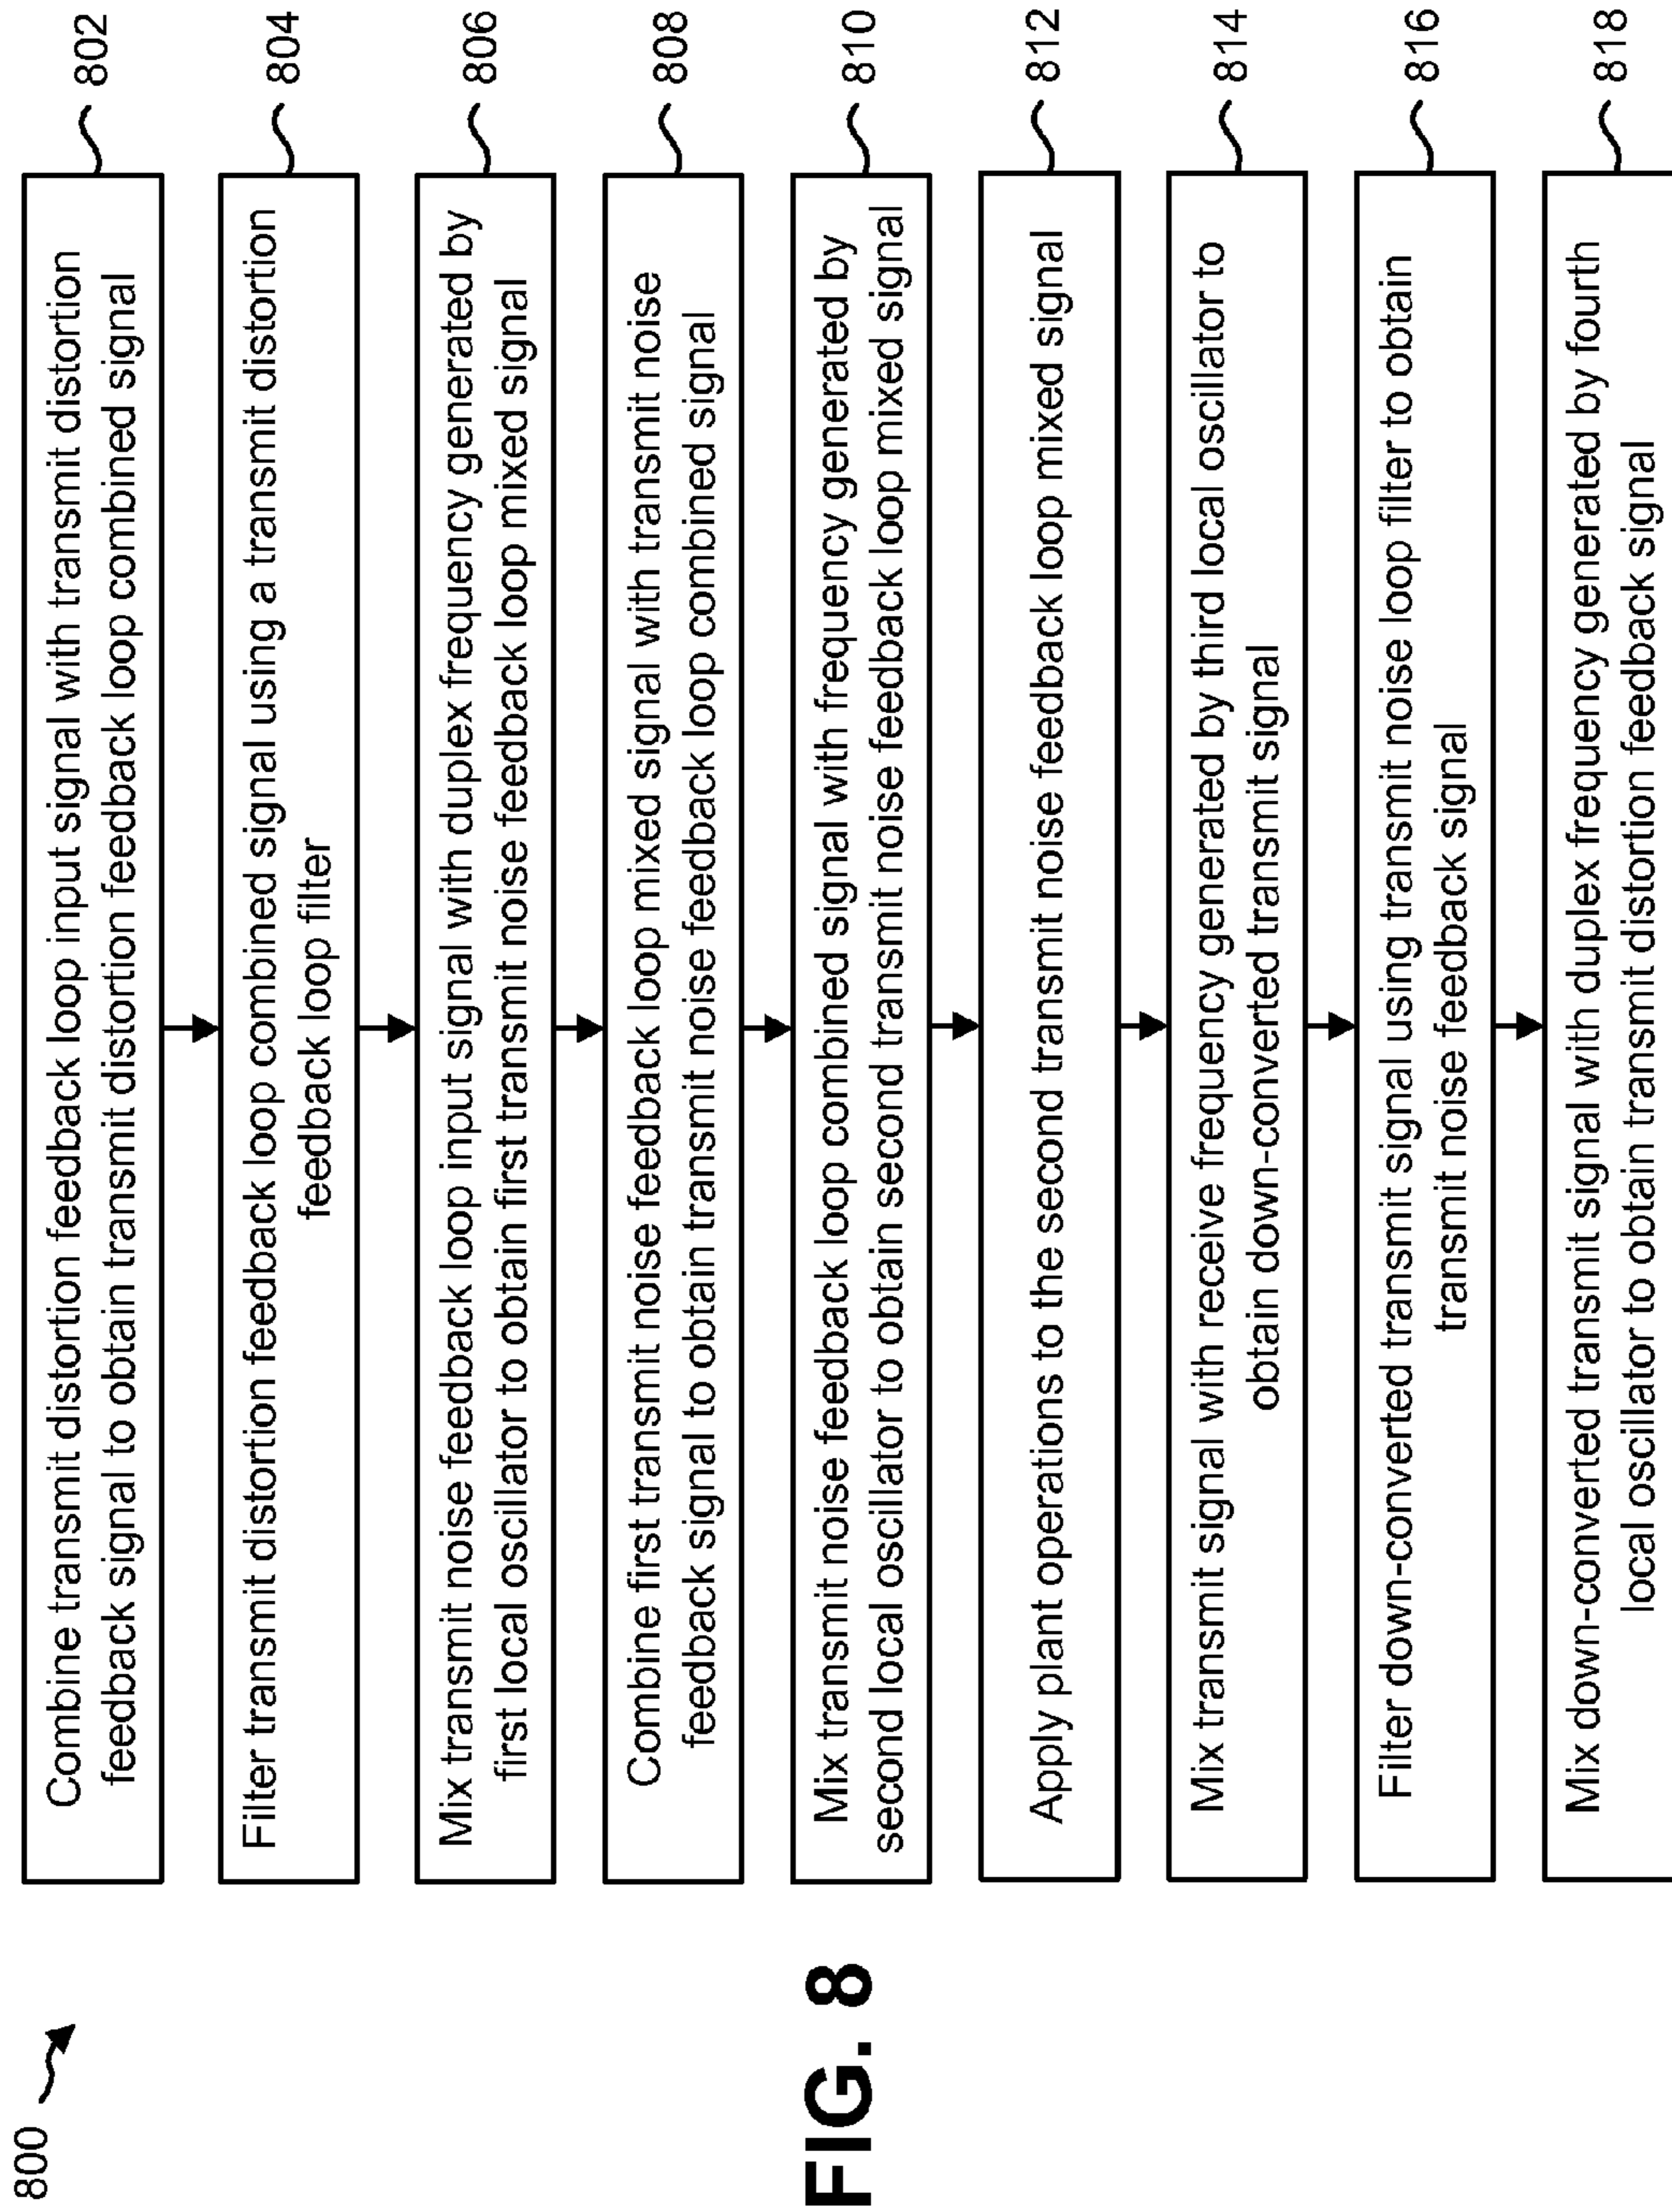 800
Combine transmit distortion feedback loop input signal with transmit distortion
feedback signal to obtain transmit distortion feedback loop combined signal
802
Filter transmit distortion feedback loop combined signal using a transmit distortion
feedback loop filter
804
Mix transmit noise feedback loop input signal with duplex frequency generated by
first local oscillator to obtain first transmit noise feedback loop mixed signal
806
Combine first transmit noise feedback loop mixed signal with transmit noise
feedback signal to obtain transmit noise feedback loop combined signal
808
Mix transmit noise feedback loop combined signal with frequency generated by
second local oscillator to obtain second transmit noise feedback loop mixed signal
810
Apply plant operations to the second transmit noise feedback loop mixed signal
812
Mix transmit signal with receive frequency generated by third local oscillator to
obtain down-converted transmit signal
814
Filter down-converted transmit signal using transmit noise loop filter to obtain
transmit noise feedback signal
816
Mix down-converted transmit signal with duplex frequency generated by fourth
local oscillator to obtain transmit distortion feedback signal
818
FIG. 8